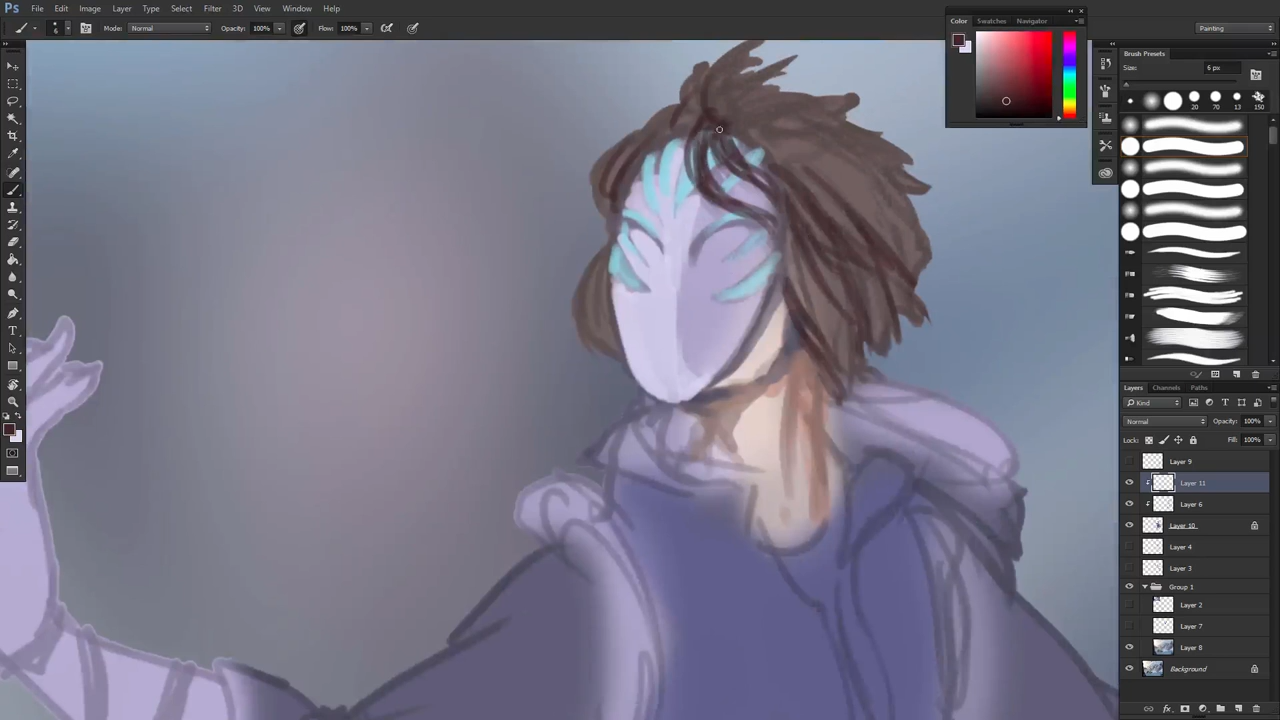 Ps File Edit Image Layer Type Select Filter 3D View Window Help
6 Mode: Normal Opacity: 100% Flow: 100% Painting
Color Swatches Navigator
Brush Presets
Size: 6 px
20 70 13 150
Layers Channels Paths
Kind
Normal Opacity: 100%
Lock: Fill: 100%
Layer 9
Layer 11
Layer 6
Layer 10
Layer 4
Layer 3
Group 1
Layer 2
Layer 7
Layer 8
Background